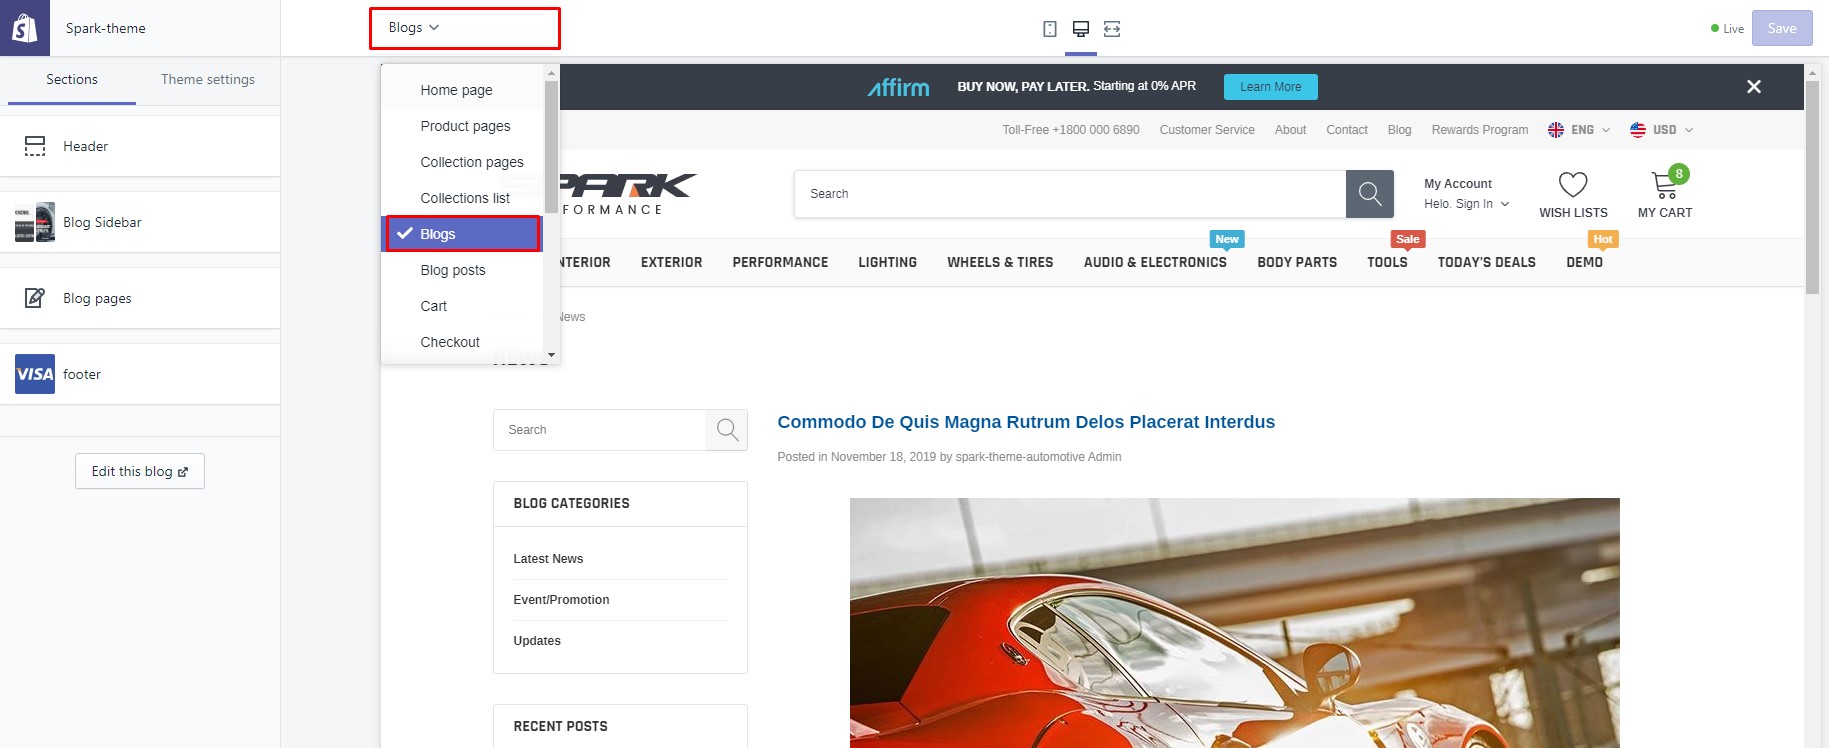 Spark-theme
Blogs
Live
Save
Sections
Theme settings
Header
Blog Sidebar
Blog pages
VISA
footer
Edit this blog
Home page
Product pages
Collection pages
Collections list
Blogs
Blog posts
Cart
Checkout
affirm BUY NOW, PAY LATER. Starting at 0% APR Learn More
Toll-Free +1800 000 6890 Customer Service About Contact Blog Rewards Program ENG USD
SPARK
FORMANCE
Search
My Account
Helo. Sign In
WISH LISTS
8
MY CART
New
Sale
Hot
NTERIOR EXTERIOR PERFORMANCE LIGHTING WHEELS & TIRES AUDIO & ELECTRONICS BODY PARTS TOOLS TODAY'S DEALS DEMO
News
NEWS
Search
BLOG CATEGORIES
Latest News
Event/Promotion
Updates
RECENT POSTS
Commodo De Quis Magna Rutrum Delos Placerat Interdus
Posted in November 18, 2019 by spark-theme-automotive Admin